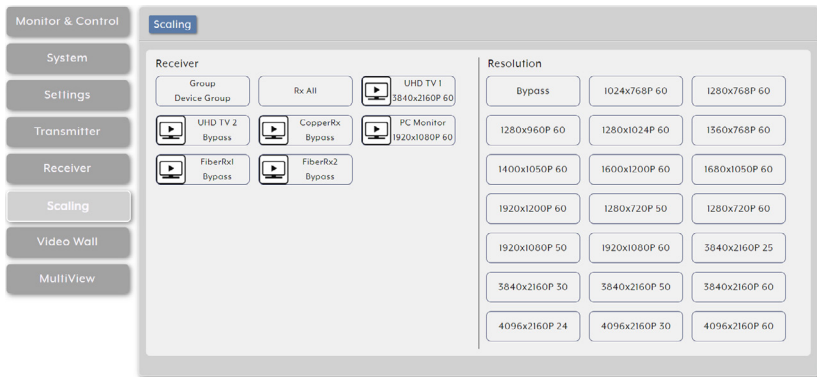 Monitor & Control
System
Settings
Transmitter
Receiver
Scaling
Video Wall
MultiView
Scaling
Receiver
Group
Device Group
Rx All
UHD TV 1
3840x2160P 60
UHD TV 2
Bypass
CopperRx
Bypass
PC Monitor
1920x1080P 60
FiberRx1
Bypass
FiberRx2
Bypass
Resolution
Bypass
1024x768P 60
1280x768P 60
1280x960P 60
1280x1024P 60
1360x768P 60
1400x1050P 60
1600x1200P 60
1680x1050P 60
1920x1200P 60
1280x720P 50
1280x720P 60
1920x1080P 50
1920x1080P 60
3840x2160P 25
3840x2160P 30
3840x2160P 50
3840x2160P 60
4096x2160P 24
4096x2160P 30
4096x2160P 60